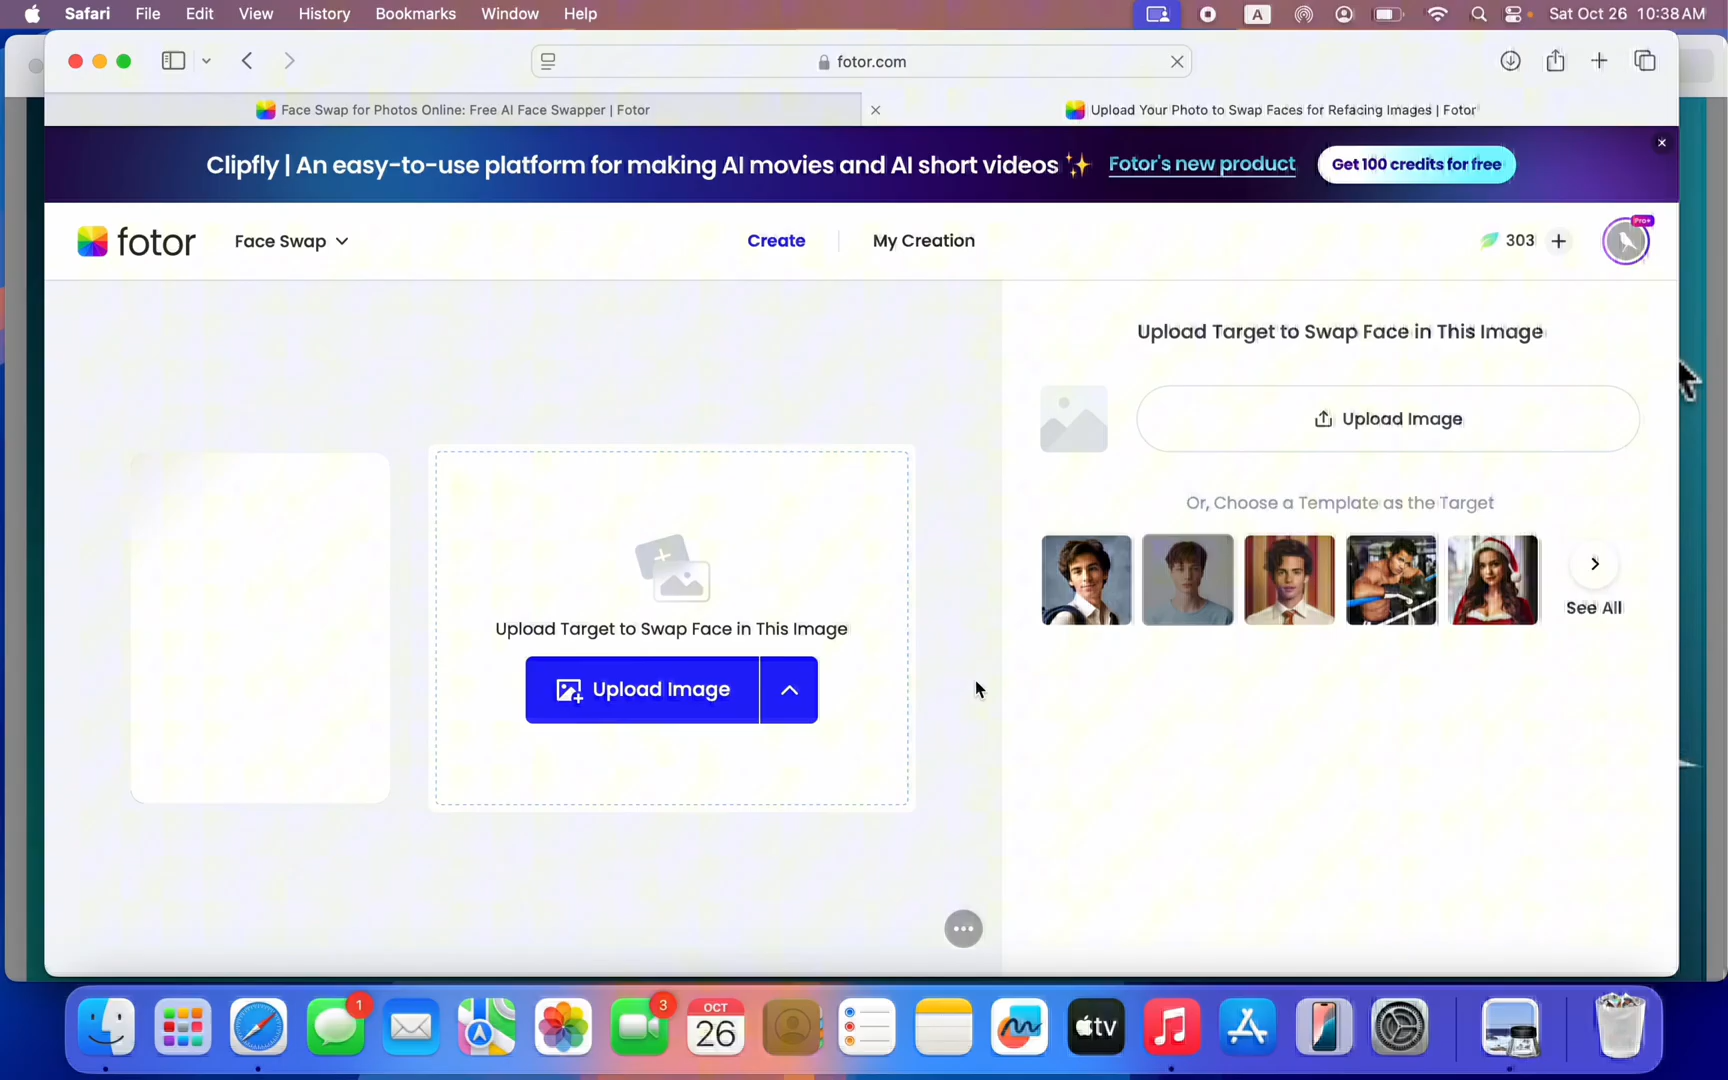 Safari File Edit View History Bookmarks Window Help A Sat Oct 26 10:38 AM
fotor.com
Face Swap for Photos Online: Free AI Face Swapper | Fotor
Upload Your Photo to Swap Faces for Refacing Images | Fotor
Clipfly | An easy-to-use platform for making AI movies and AI short videos✨ Fotor's new product Get 100 credits for free
fotor Face Swap Create My Creation 303 + Pro+
Upload Target to Swap Face in This Image
Upload Image
Or, Choose a Template as the Target
See All
Upload Target to Swap Face in This Image
Upload Image
1
3
OCT
26
tv